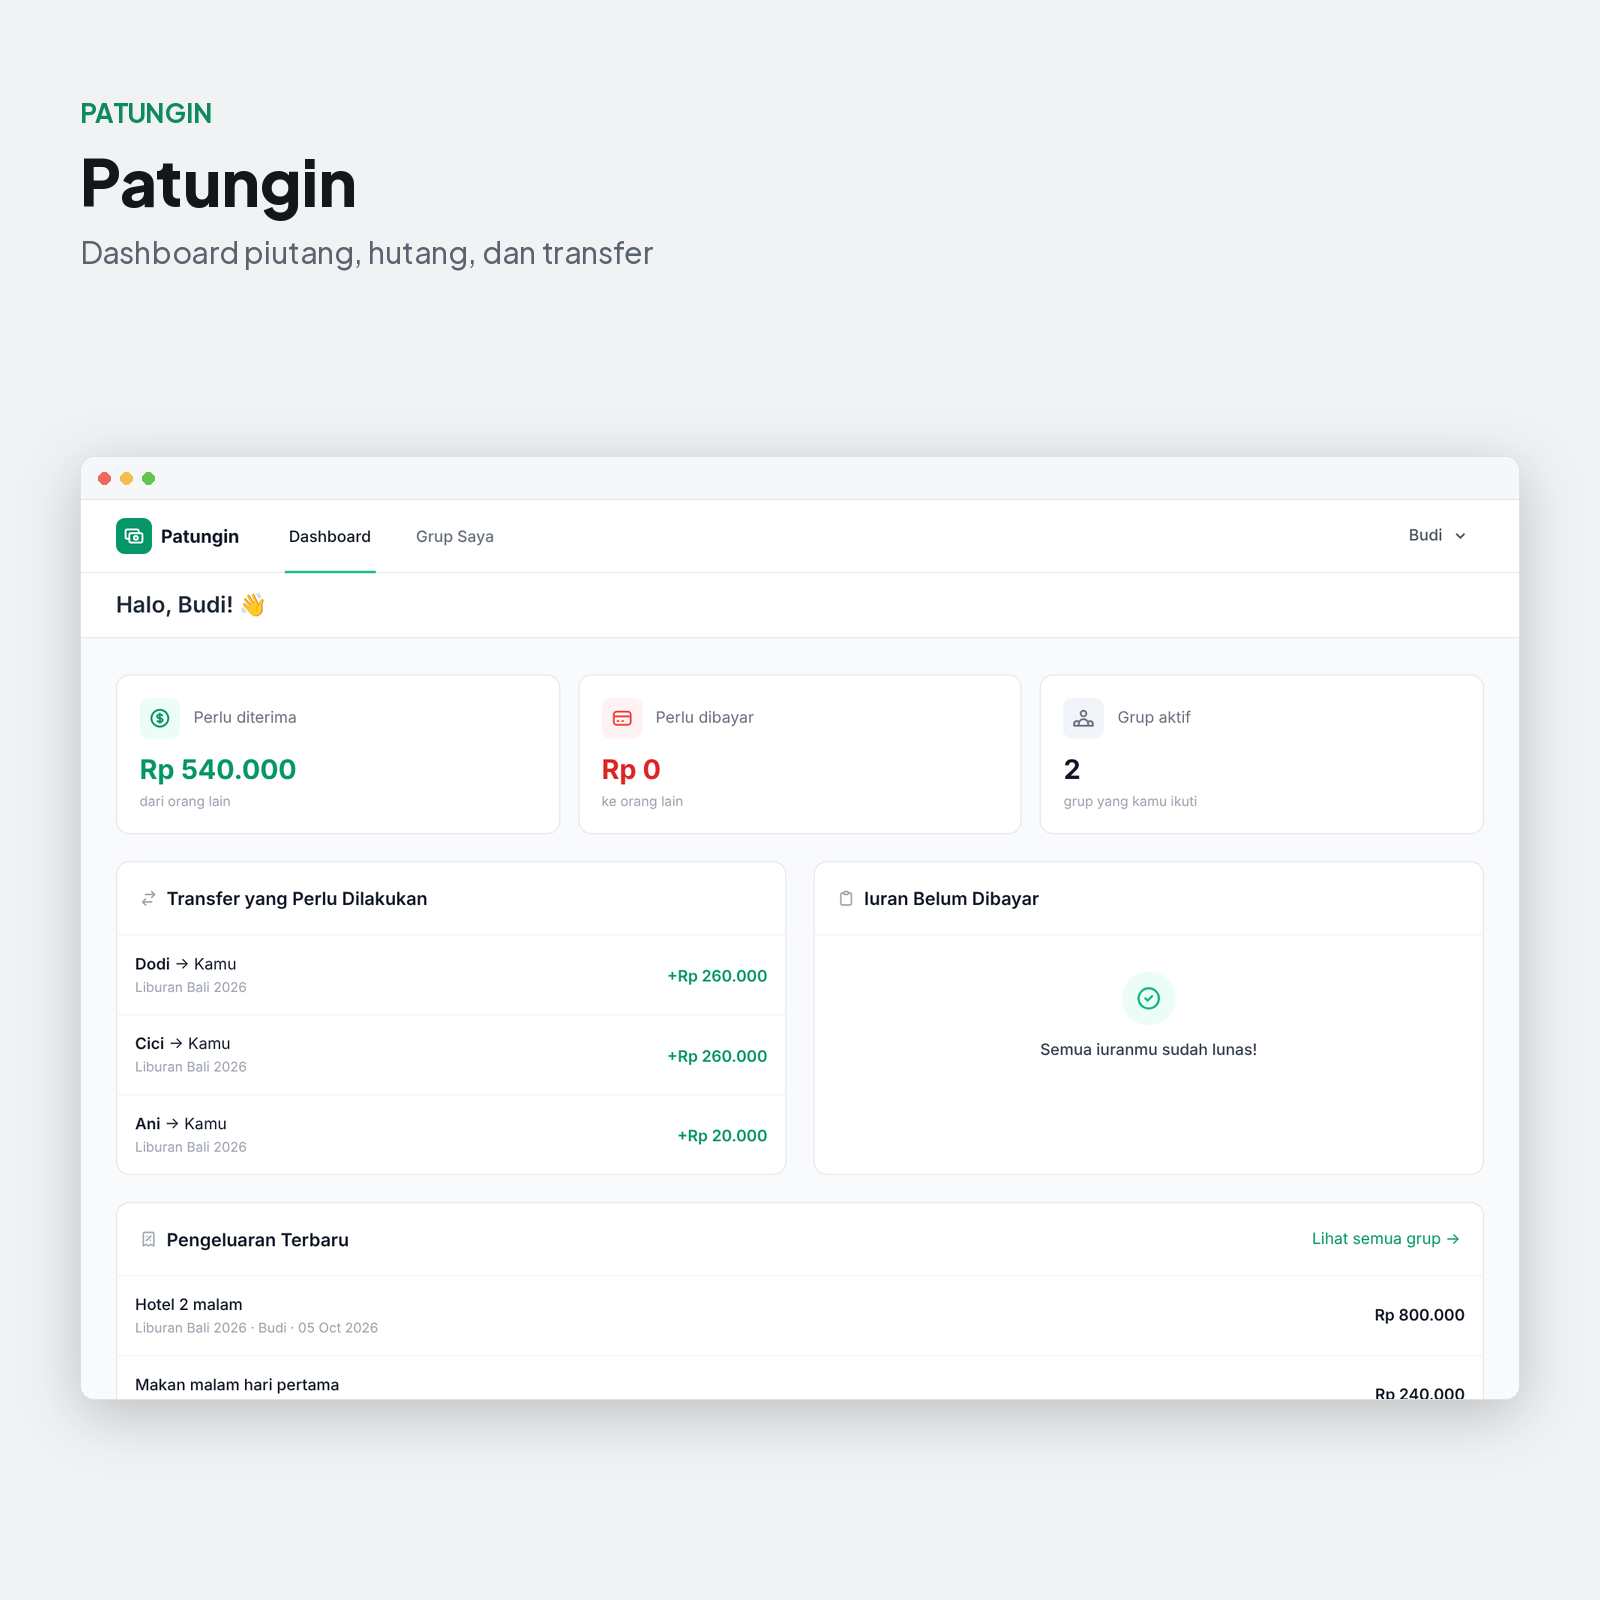 PATUNGIN
Patungin
Dashboard piutang, hutang, dan transfer
Patungin
Dashboard
Grup Saya
Budi
Halo, Budi! 👋
Perlu diterima
Rp 540.000
dari orang lain
Perlu dibayar
Rp 0
ke orang lain
Grup aktif
2
grup yang kamu ikuti
Transfer yang Perlu Dilakukan
Dodi → Kamu
Liburan Bali 2026
+Rp 260.000
Cici → Kamu
Liburan Bali 2026
+Rp 260.000
Ani → Kamu
Liburan Bali 2026
+Rp 20.000
Iuran Belum Dibayar
Semua iuranmu sudah lunas!
Pengeluaran Terbaru
Lihat semua grup →
Hotel 2 malam
Liburan Bali 2026 · Budi · 05 Oct 2026
Rp 800.000
Makan malam hari pertama
Rp 240.000